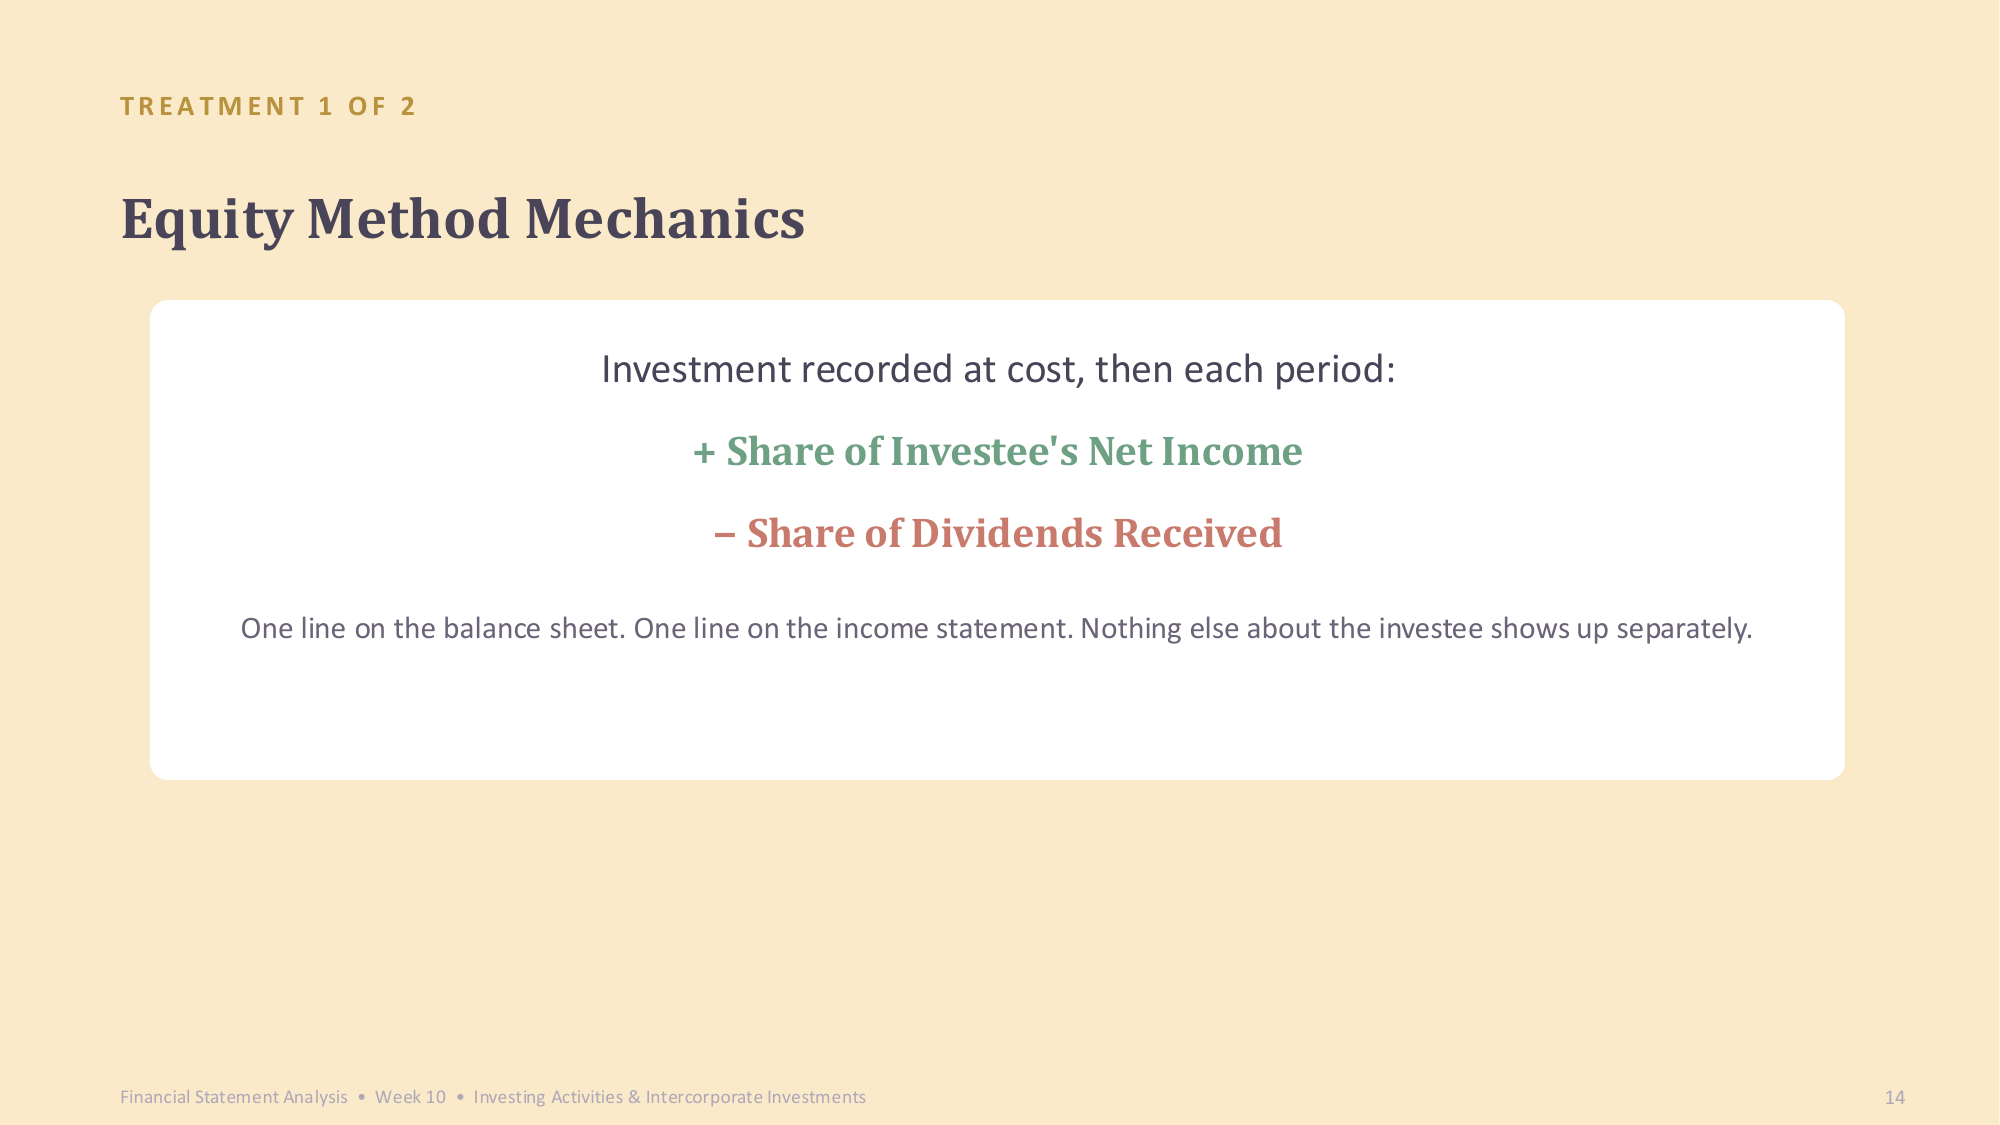 TREATMENT 1 OF 2
Equity Method Mechanics
Investment recorded at cost, then each period:
+ Share of Investee's Net Income
− Share of Dividends Received
One line on the balance sheet. One line on the income statement. Nothing else about the investee shows up separately.
Financial Statement Analysis • Week 10 • Investing Activities & Intercorporate Investments
14